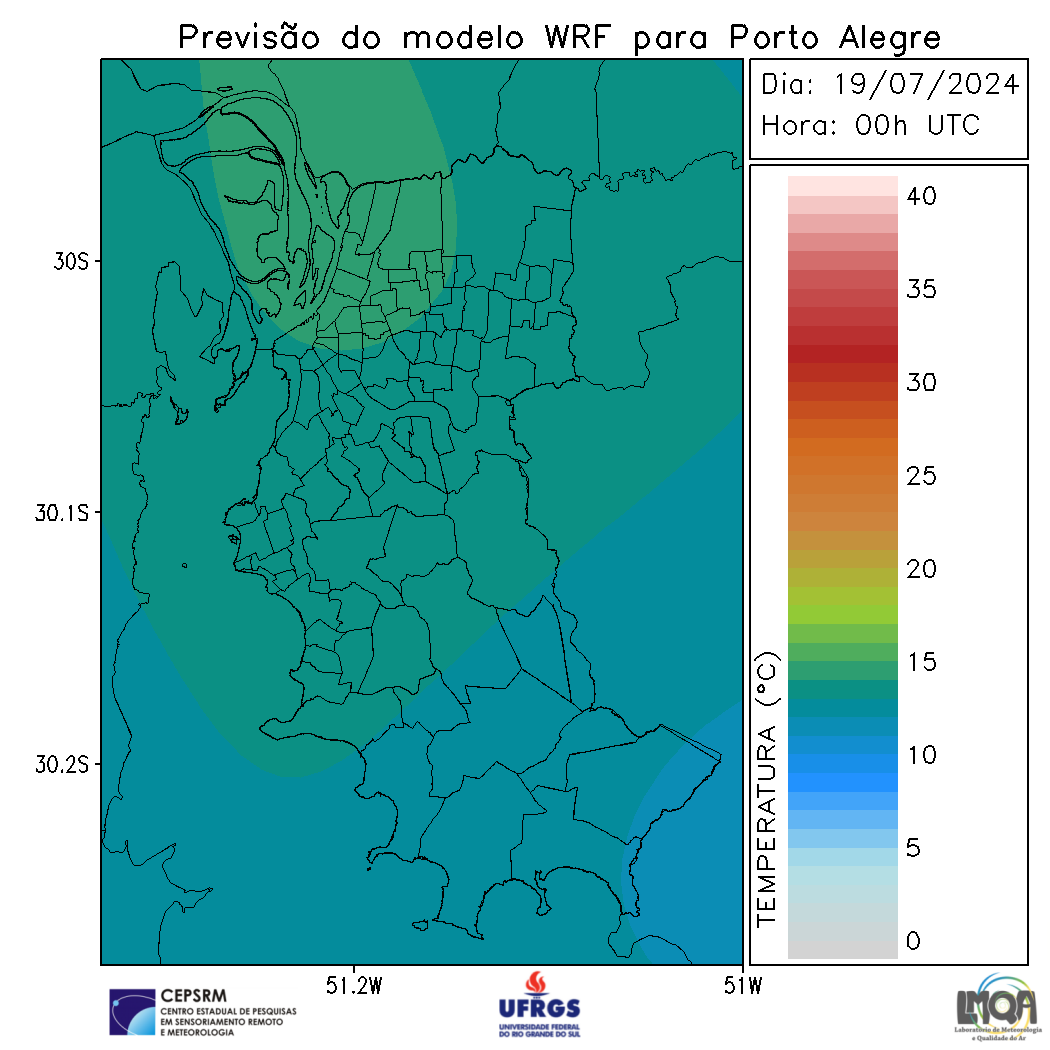 Previsão do modelo WRF para Porto Alegre
Dia: 19/07/2024
Hora: 00h UTC
40
35
30
25
20
15
10
5
0
TEMPERATURA (°C)
30S
30.1S
30.2S
51.2W
51W
CEPSRM
CENTRO ESTADUAL DE PESQUISAS
EM SENSORIAMENTO REMOTO
E METEOROLOGIA
UFRGS
UNIVERSIDADE FEDERAL
DO RIO GRANDE DO SUL
LMQA
Laboratório de Meteorologia
e Qualidade do Ar